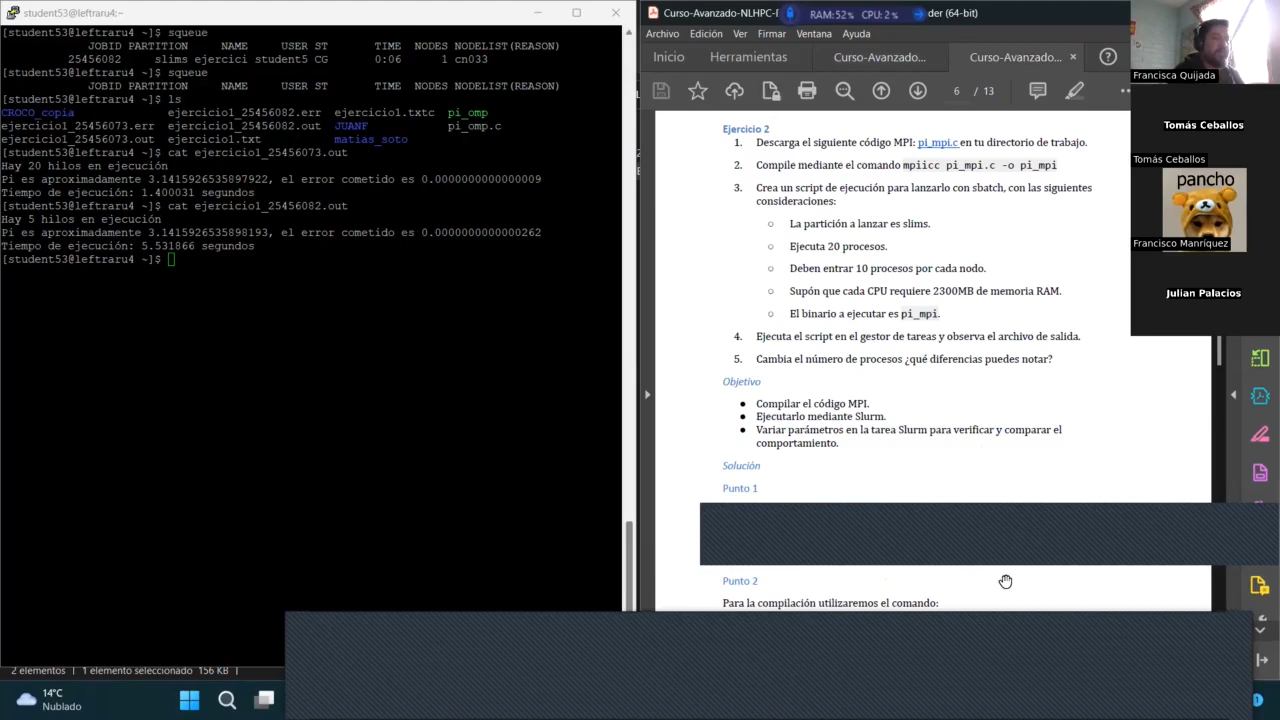 student53@leftraru4:~
[student53@leftraru4 ~]$ squeue
JOBID PARTITION NAME USER ST TIME NODES NODELIST(REASON)
25456082 slims ejercici student5 CG 0:06 1 cn033
[student53@leftraru4 ~]$ squeue
JOBID PARTITION NAME USER ST TIME NODES NODELIST(REASON)
[student53@leftraru4 ~]$ ls
CROCO_copia ejercicio1_25456082.err ejercicio1.txtc pi_omp
ejercicio1_25456073.err ejercicio1_25456082.out JUANF pi_omp.c
ejercicio1_25456073.out ejercicio1.txt matias_soto
[student53@leftraru4 ~]$ cat ejercicio1_25456073.out
Hay 20 hilos en ejecución
Pi es aproximadamente 3.1415926535897922, el error cometido es 0.0000000000000009
Tiempo de ejecución: 1.400031 segundos
[student53@leftraru4 ~]$ cat ejercicio1_25456082.out
Hay 5 hilos en ejecución
Pi es aproximadamente 3.1415926535898193, el error cometido es 0.0000000000000262
Tiempo de ejecución: 5.531866 segundos
[student53@leftraru4 ~]$
2 elementos 1 elemento seleccionado 156 KB
14°C
Nublado
Curso-Avanzado-NLHPC-
RAM: 52% CPU: 2%
der (64-bit)
Archivo Edición Ver Firmar Ventana Ayuda
Inicio Herramientas Curso-Avanzado... Curso-Avanzado... ×
6 / 13
Ejercicio 2
1. Descarga el siguiente código MPI: pi_mpi.c en tu directorio de trabajo.
2. Compile mediante el comando mpiicc pi_mpi.c -o pi_mpi
3. Crea un script de ejecución para lanzarlo con sbatch, con las siguientes
consideraciones:
○ La partición a lanzar es slims.
○ Ejecuta 20 procesos.
○ Deben entrar 10 procesos por cada nodo.
○ Supón que cada CPU requiere 2300MB de memoria RAM.
○ El binario a ejecutar es pi_mpi.
4. Ejecuta el script en el gestor de tareas y observa el archivo de salida.
5. Cambia el número de procesos ¿qué diferencias puedes notar?
Objetivo
● Compilar el código MPI.
● Ejecutarlo mediante Slurm.
● Variar parámetros en la tarea Slurm para verificar y comparar el
comportamiento.
Solución
Punto 1
Punto 2
Para la compilación utilizaremos el comando:
Francisca Quijada
Tomás Ceballos
Tomás Ceballos
pancho
Francisco Manríquez
Julian Palacios